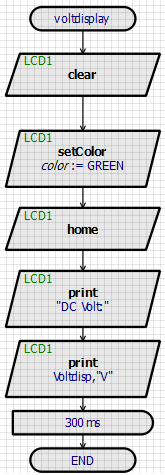 voltdisplay
LCD1
clear
LCD1
setColor
color := GREEN
LCD1
home
LCD1
print
"DC Volt:"
LCD1
print
Voltdisp,"V"
300 ms
END